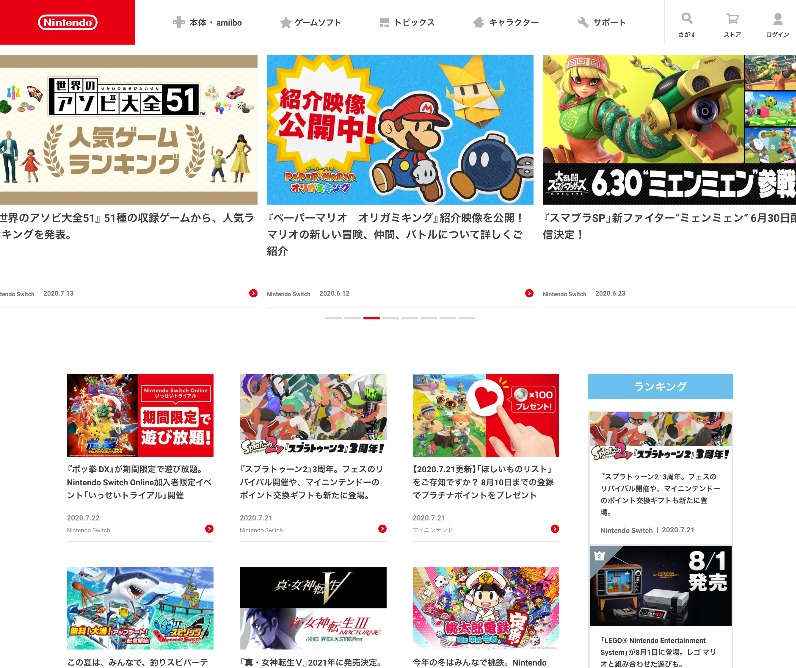 Nintendo
本体・amiibo
ゲームソフト
トピックス
キャラクター
サポート
さがす
ストア
ログイン
世界の
アソビ大全51
人気ゲーム
ランキング
紹介映像
公開中!
PAPER MARIO
オリガミキング
大乱闘
スマッシュブラザーズ
6.30“ミェンミェン”参戦
世界のアソビ大全51』 51種の収録ゲームから、人気ラ
キングを発表。
tendo Switch 2020.7.13
『ペーパーマリオ オリガミキング』紹介映像を公開！
マリオの新しい冒険、仲間、バトルについて詳しくご
紹介
Nintendo Switch 2020.6.12
『スマブラSP』新ファイター“ミェンミェン” 6月30日配
信決定！
Nintendo Switch 2020.6.23
Nintendo Switch Online
いっせいトライアル
期間限定で
遊び放題!
『ポッ拳 DX』が期間限定で遊び放題。
Nintendo Switch Online加入者限定イベ
ント「いっせいトライアル」開催
2020.7.22
Nintendo Switch
『スプラトゥーン2』3周年!
『スプラトゥーン2』3周年。フェスのリ
バイバル開催や、マイニンテンドーの
ポイント交換ギフトも新たに登場。
2020.7.21
Nintendo Switch
×100
プレゼント!
【2020.7.21更新】「ほしいものリスト」
をご存知ですか？ 8月10日までの登録
でプラチナポイントをプレゼント
2020.7.21
マイニンテンドー
ランキング
『スプラトゥーン2』3周年!
『スプラトゥーン2』3周年。フェスの
リバイバル開催や、マイニンテンドー
のポイント交換ギフトも新たに登
場。
Nintendo Switch | 2020.7.21
2
8/1
発売
「LEGO® Nintendo Entertainment
System」が8月1日に登場。レゴ マリ
オと組み合わせた遊びも。
無料!大漁!アップデート!
釣りスピリッツ
この夏は、みんなで、釣りスピパーテ
真・女神転生V
真・女神転生III
NOCTURNE
HD REMASTER
『真・女神転生V』2021年に発売決定。
桃太郎電鉄
今年の冬はみんなで桃鉄。Nintendo